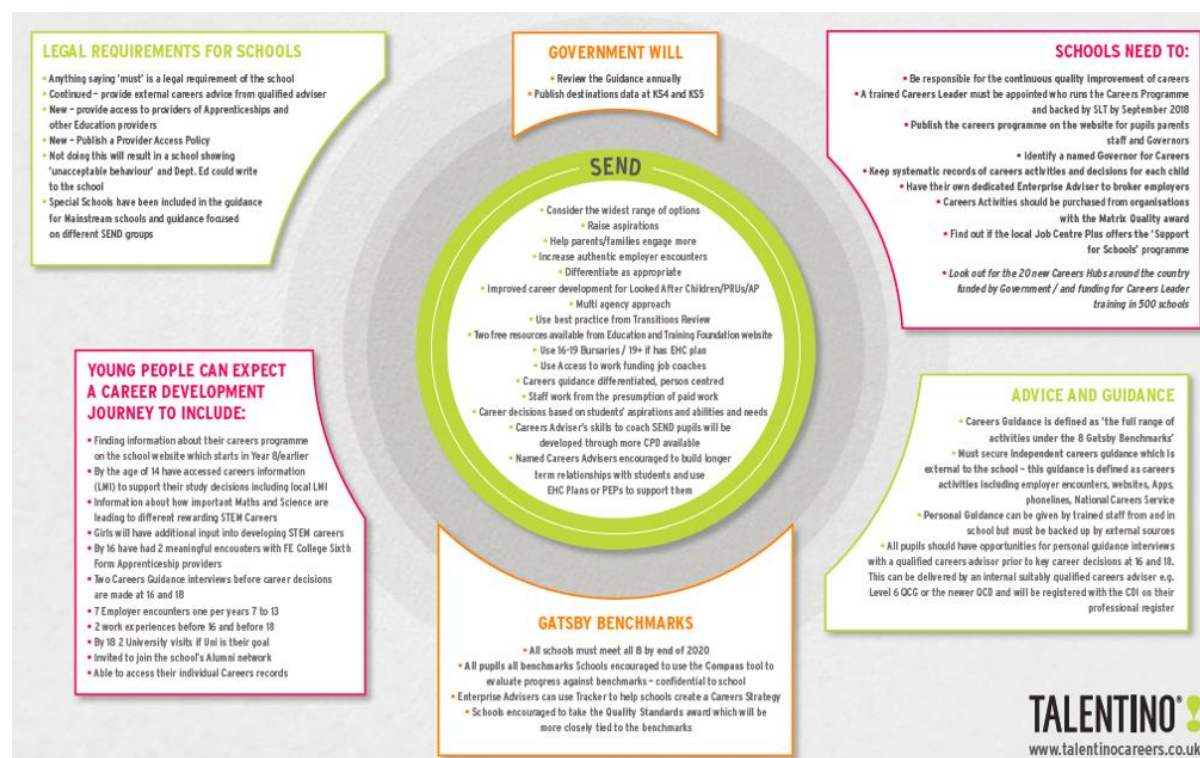 LEGAL REQUIREMENTS FOR SCHOOLS
• Anything saying 'must' is a legal requirement of the school
• Continued – provide external careers advice from qualified adviser
• New – provide access to providers of Apprenticeships and
other Education providers
• New – Publish a Provider Access Policy
• Not doing this will result in a school showing
'unacceptable behaviour' and Dept. Ed could write
to the school
• Special Schools have been included in the guidance
for Mainstream schools and guidance focused
on different SEND groups
GOVERNMENT WILL
• Review the Guidance annually
• Publish destinations data at KS4 and KS5
SCHOOLS NEED TO:
• Be responsible for the continuous quality improvement of careers
• A trained Careers Leader must be appointed who runs the Careers Programme
and backed by SLT by September 2018
• Publish the careers programme on the website for pupils parents
staff and Governors
• Identify a named Governor for Careers
• Keep systematic records of careers activities and decisions for each child
• Have their own dedicated Enterprise Adviser to broker employers
• Careers Activities should be purchased from organisations
with the Matrix Quality award
• Find out if the local Job Centre Plus offers the 'Support
for Schools' programme
• Look out for the 20 new Careers Hubs around the country
funded by Government / and funding for Careers Leader
training in 500 schools
SEND
• Consider the widest range of options
• Raise aspirations
• Help parents/families engage more
• Increase authentic employer encounters
• Differentiate as appropriate
• Improved career development for Looked After Children/PRUs/AP
• Multi agency approach
• Use best practice from Transitions Review
• Two free resources available from Education and Training Foundation website
• Use 16-19 Bursaries / 19+ if has EHC plan
• Use Access to work funding job coaches
• Careers guidance differentiated, person centred
• Staff work from the presumption of paid work
• Career decisions based on students' aspirations and abilities and needs
• Careers Adviser's skills to coach SEND pupils will be
developed through more CPD available
• Named Careers Advisers encouraged to build longer
term relationships with students and use
EHC Plans or PEPs to support them
YOUNG PEOPLE CAN EXPECT
A CAREER DEVELOPMENT
JOURNEY TO INCLUDE:
• Finding information about their careers programme
on the school website which starts in Year 8/earlier
• By the age of 14 have accessed careers information
(LMI) to support their study decisions including local LMI
• Information about how important Maths and Science are
leading to different rewarding STEM Careers
• Girls will have additional input into developing STEM careers
• By 16 have had 2 meaningful encounters with FE College Sixth
Form Apprenticeship providers
• Two Careers Guidance interviews before career decisions
are made at 16 and 18
• 7 Employer encounters one per years 7 to 13
• 2 work experiences before 16 and before 18
• By 18 2 University visits if Uni is their goal
• Invited to join the school's Alumni network
• Able to access their individual Careers records
ADVICE AND GUIDANCE
• Careers Guidance is defined as 'the full range of
activities under the 8 Gatsby Benchmarks'
• Must secure Independent careers guidance which is
external to the school – this guidance is defined as careers
activities including employer encounters, websites, Apps,
phonelines, National Careers Service
• Personal Guidance can be given by trained staff from and in
school but must be backed up by external sources
• All pupils should have opportunities for personal guidance interviews
with a qualified careers advisor prior to key career decisions at 16 and 18.
This can be delivered by an internal suitably qualified careers adviser e.g.
Level 6 QCG or the newer QCD and will be registered with the CDI on their
professional register
GATSBY BENCHMARKS
• All schools must meet all 8 by end of 2020
• All pupils all benchmarks Schools encouraged to use the Compass tool to
evaluate progress against benchmarks – confidential to school
• Enterprise Advisers can use Tracker to help schools create a Careers Strategy
• Schools encouraged to take the Quality Standards award which will be
more closely tied to the benchmarks
TALENTINO®
www.talentinocareers.co.uk